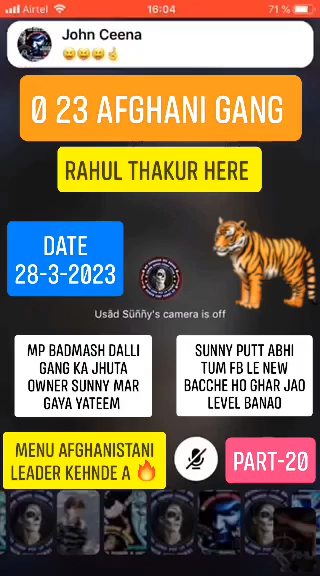 Airtel
16:04
71 %
John Ceena
😄😄😄☝️
0 23 AFGHANI GANG
RAHUL THAKUR HERE
DATE
28-3-2023
Usåd Süññy's camera is off
MP BADMASH DALLI
GANG KA JHUTA
OWNER SUNNY MAR
GAYA YATEEM
SUNNY PUTT ABHI
TUM FB LE NEW
BACCHE HO GHAR JAO
LEVEL BANAO
MENU AFGHANISTANI
LEADER KEHNDE A 🔥
PART-20